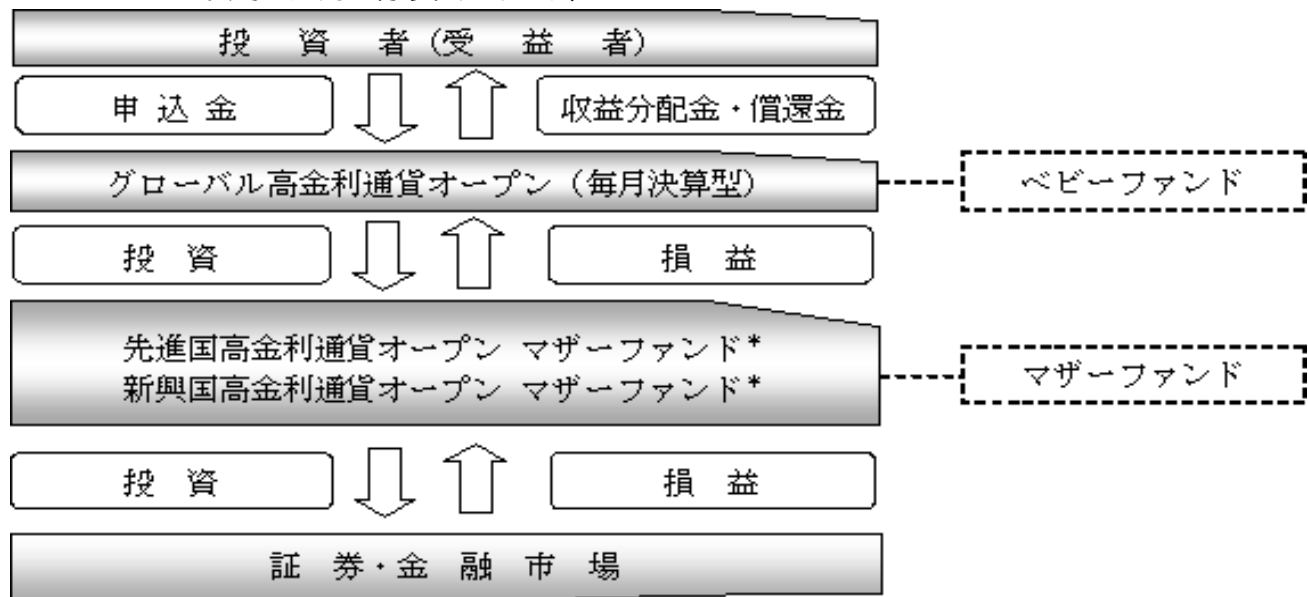 投資者(受益者)
申込金
収益分配金・償還金
グローバル高金利通貨オープン(毎月決算型)
ベビーファンド
投資
損益
先進国高金利通貨オープン マザーファンド*
新興国高金利通貨オープン マザーファンド*
マザーファンド
投資
損益
証券・金融市場